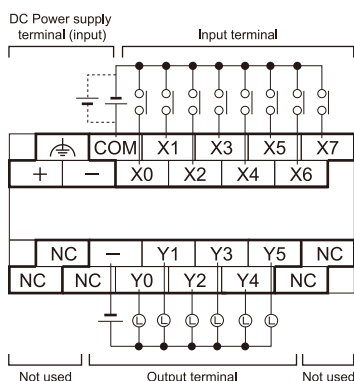 DC Power supply
terminal (input)
Input terminal
COM X1 X3 X5 X7
+ − X0 X2 X4 X6
NC − Y1 Y3 Y5 NC
NC NC Y0 Y2 Y4 NC
L L L L L L
Not used Output terminal Not used